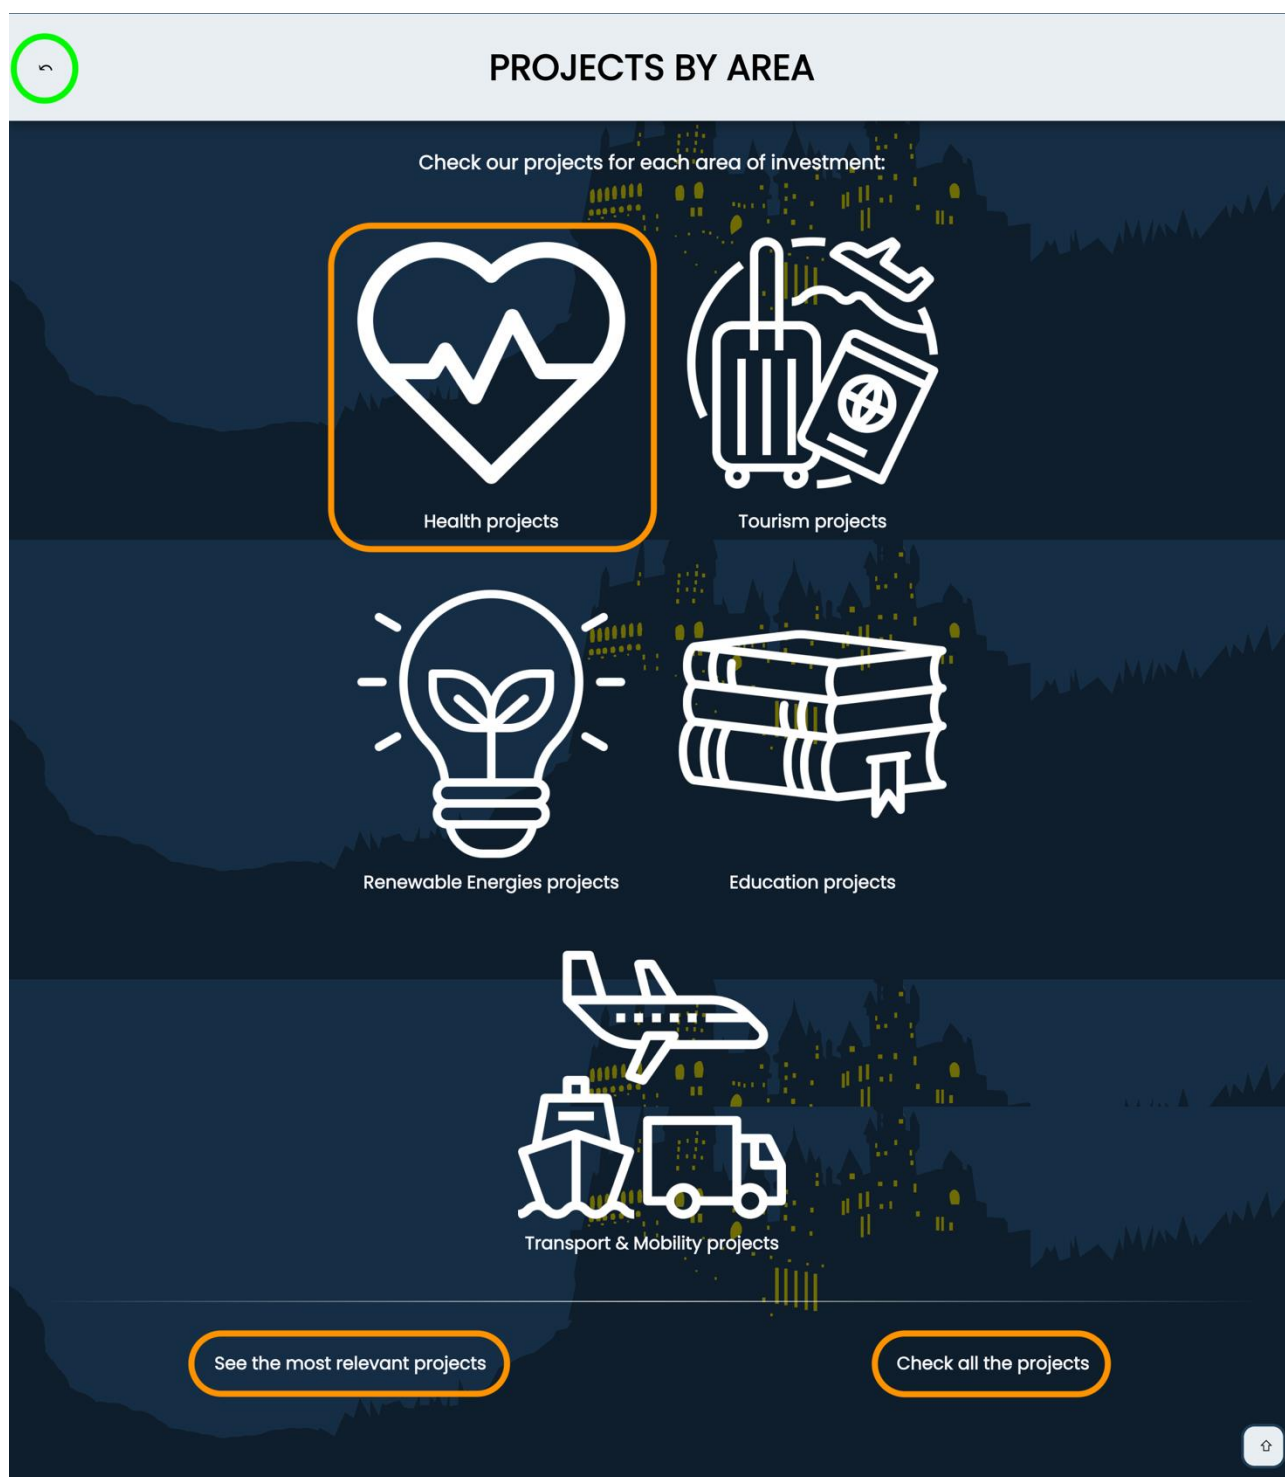 PROJECTS BY AREA
Check our projects for each area of investment:
Health projects
Tourism projects
Renewable Energies projects
Education projects
Transport & Mobility projects
See the most relevant projects
Check all the projects